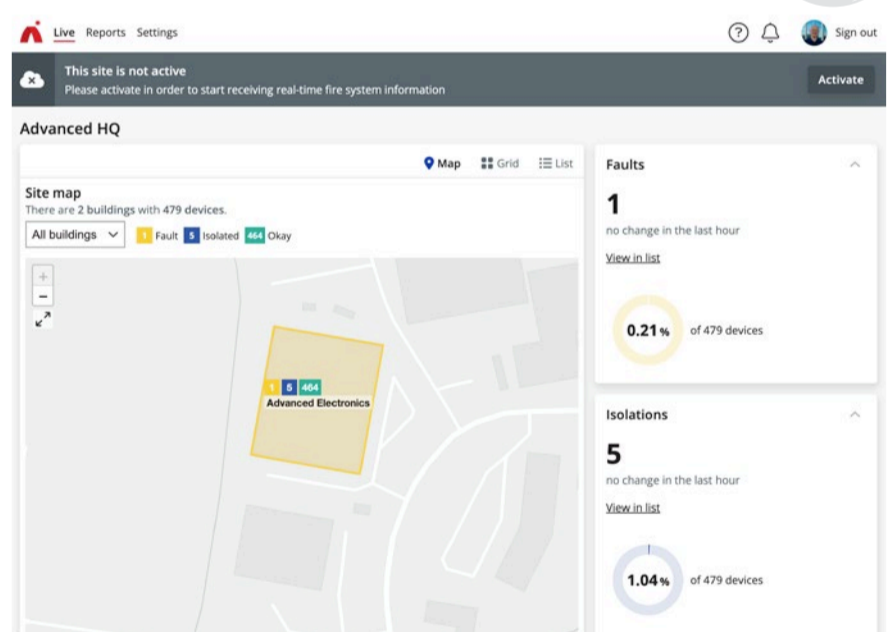 Live Reports Settings
? Sign out
This site is not active
Please activate in order to start receiving real-time fire system information
Activate
Advanced HQ
Map Grid List
Site map
There are 2 buildings with 479 devices.
All buildings 1 Fault 5 Isolated 464 Okay
+
−
1 5 464
Advanced Electronics
Faults
1
no change in the last hour
View in list
0.21 % of 479 devices
Isolations
5
no change in the last hour
View in list
1.04 % of 479 devices